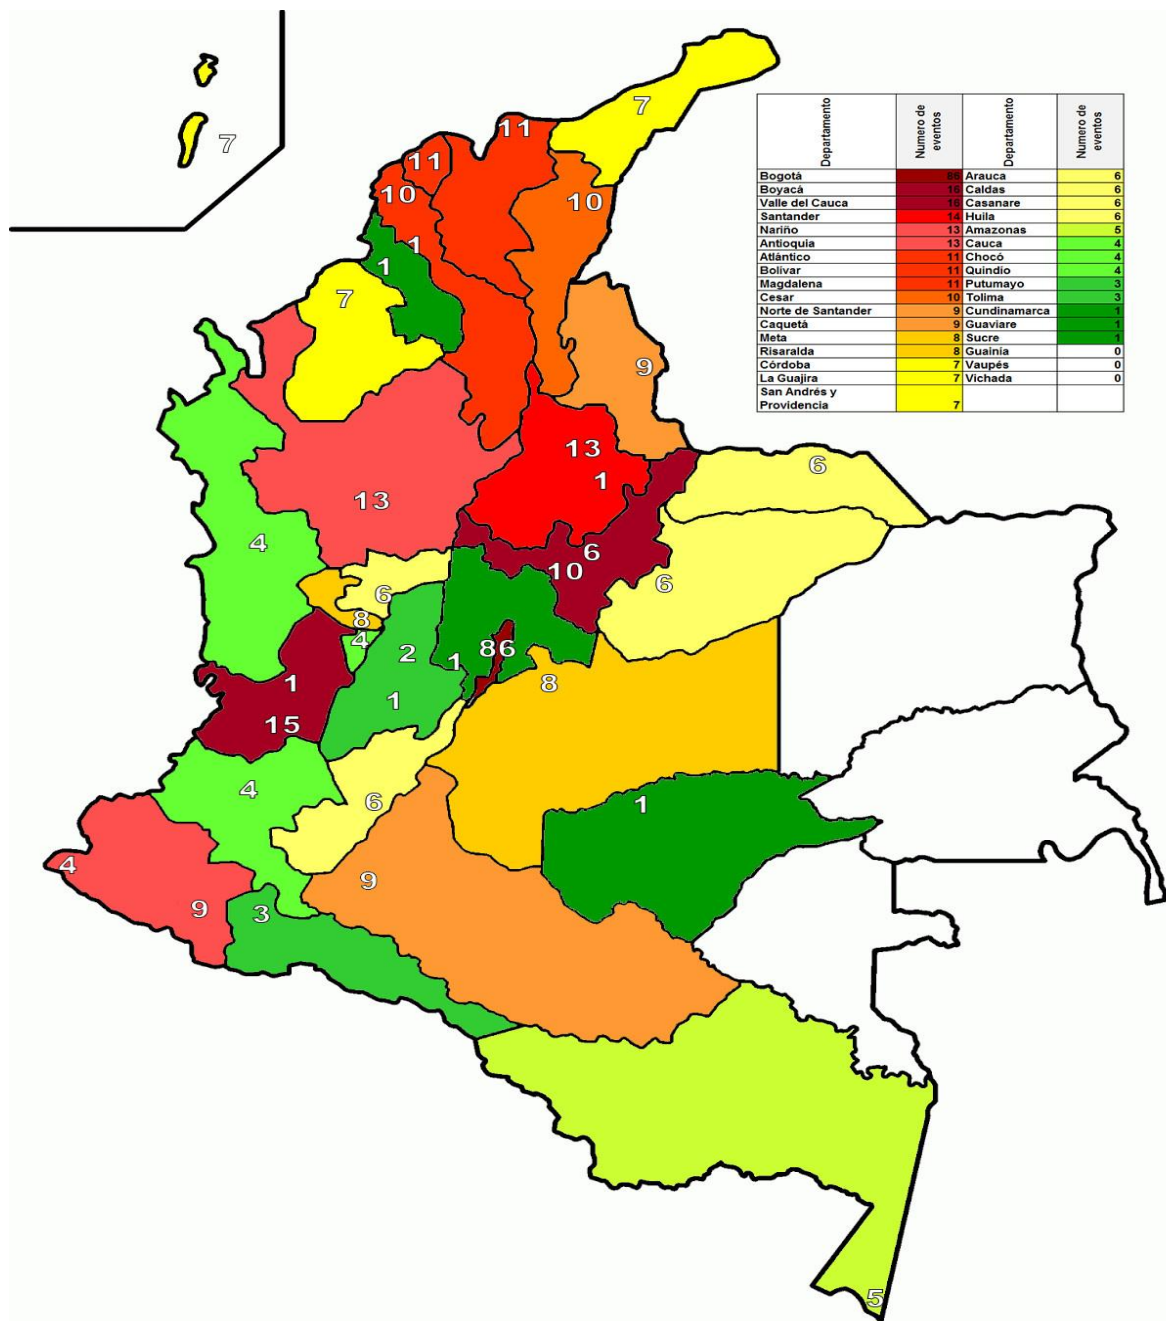 7
7
11
11
10
10
1
1
7
9
13
1
13
6
4
6
10
6
6
8
4
2
86
1
8
1
1
15
4
6
1
4
9
9
3
5
Departamento Numero de eventos Departamento Numero de eventos
Bogotá 86 Arauca 6
Boyacá 16 Caldas 6
Valle del Cauca 16 Casanare 6
Santander 14 Huila 6
Nariño 13 Amazonas 5
Antioquia 13 Cauca 4
Atlántico 11 Chocó 4
Bolívar 11 Quindío 4
Magdalena 11 Putumayo 3
Cesar 10 Tolima 3
Norte de Santander 9 Cundinamarca 1
Caquetá 9 Guaviare 1
Meta 8 Sucre 1
Risaralda 8 Guainía 0
Córdoba 7 Vaupés 0
La Guajira 7 Vichada 0
San Andrés y
Providencia 7